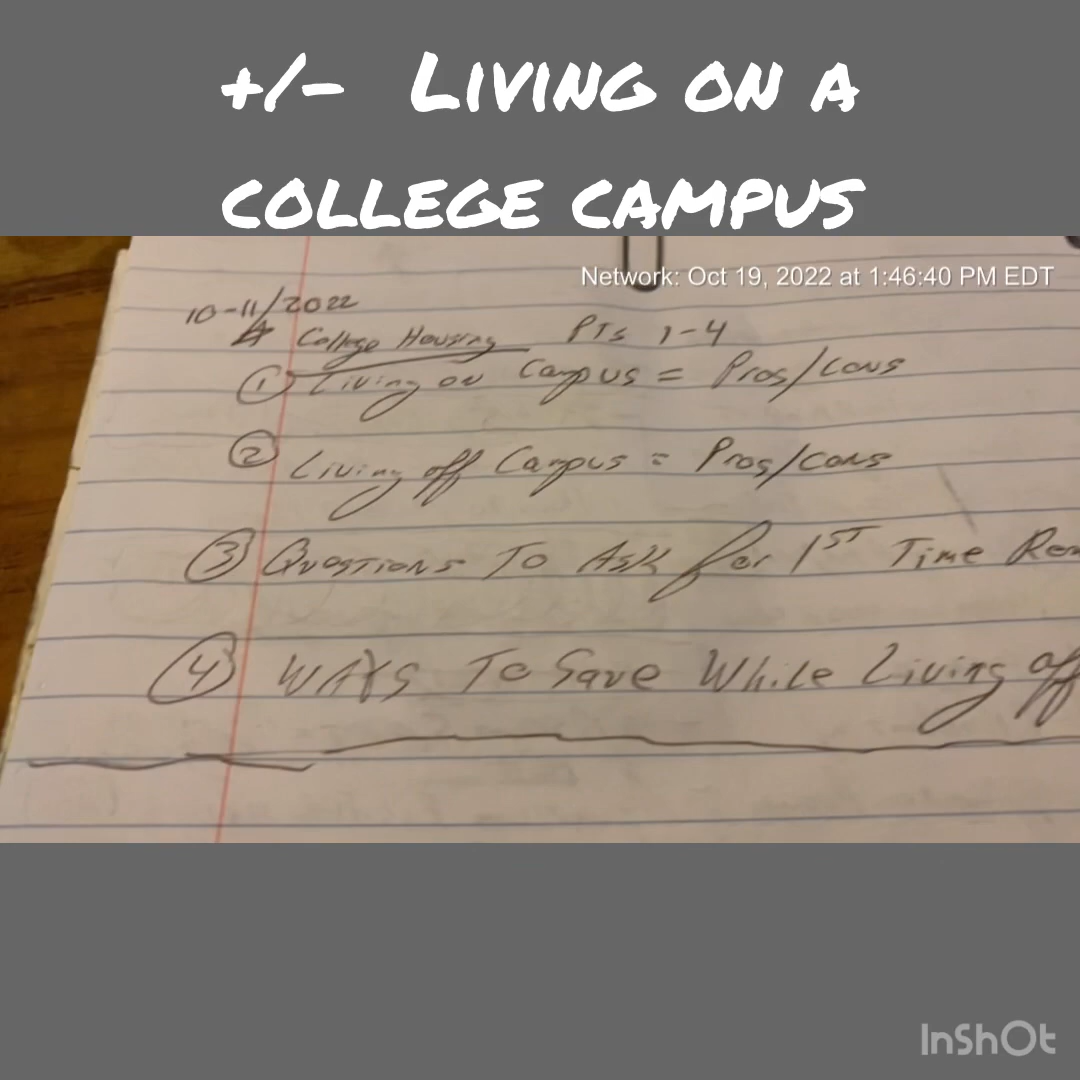 +/- LIVING ON A
COLLEGE CAMPUS
Network: Oct 19, 2022 at 1:46:40 PM EDT
10-11/2022
College Housing PTS 1-4
① Living on Campus = Pros/Cons
② Living off Campus = Pros/Cons
③ Questions To Ask for 1ST Time
④ WAYS To Save While Living off
InShOt